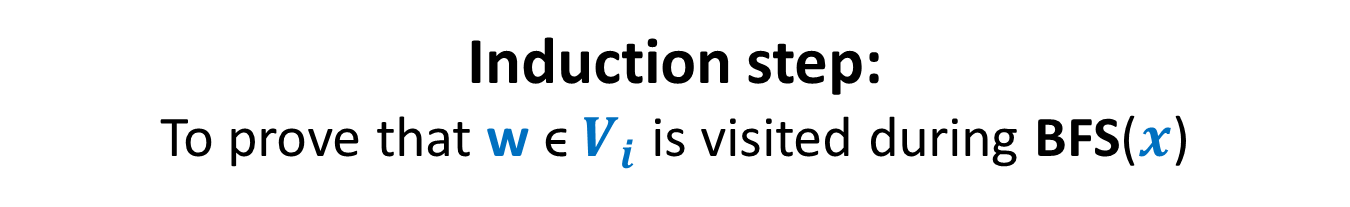 Induction step:
To prove that w ϵ V_i is visited during BFS(x)